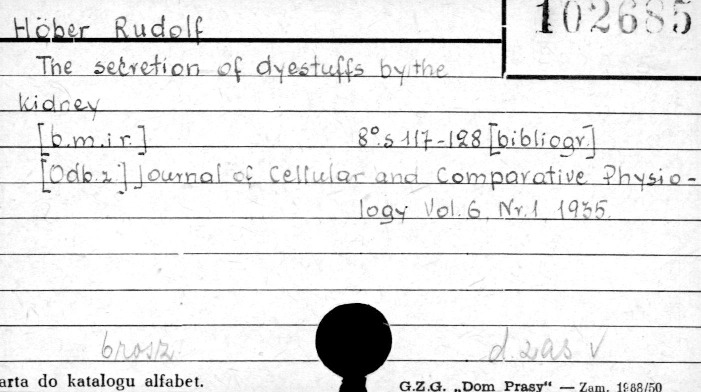 102685
Höber Rudolf
The secretion of dyestuffs by the
kidney
[b.m.i r.] 8°.s 117-128 [bibliogr.]
[Odb.z] Journal of Cellular and Comparative Physio-
logy Vol. 6, Nr. 1 1935.
brosz d. zas V
arta do katalogu alfabet. G.Z.G. „Dom Prasy“ — Zam. 1988/50